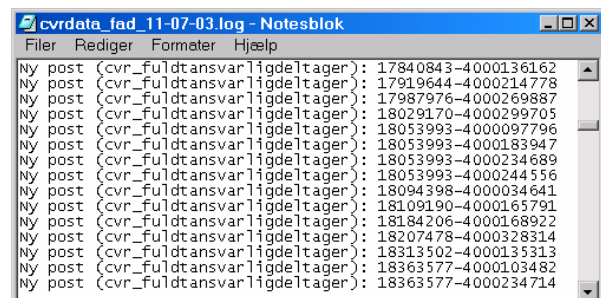 cvrdata_fad_11-07-03.log - Notesblok
Filer Rediger Formater Hjælp
Ny post (cvr_fuldtansvarligdeltager): 17840843-4000136162
Ny post (cvr_fuldtansvarligdeltager): 17919644-4000214778
Ny post (cvr_fuldtansvarligdeltager): 17987976-4000269887
Ny post (cvr_fuldtansvarligdeltager): 18029170-4000299705
Ny post (cvr_fuldtansvarligdeltager): 18053993-4000097796
Ny post (cvr_fuldtansvarligdeltager): 18053993-4000183947
Ny post (cvr_fuldtansvarligdeltager): 18053993-4000234689
Ny post (cvr_fuldtansvarligdeltager): 18053993-4000244556
Ny post (cvr_fuldtansvarligdeltager): 18094398-4000034641
Ny post (cvr_fuldtansvarligdeltager): 18109190-4000165791
Ny post (cvr_fuldtansvarligdeltager): 18184206-4000168922
Ny post (cvr_fuldtansvarligdeltager): 18207478-4000328314
Ny post (cvr_fuldtansvarligdeltager): 18313502-4000135313
Ny post (cvr_fuldtansvarligdeltager): 18363577-4000103482
Ny post (cvr_fuldtansvarligdeltager): 18363577-4000234714